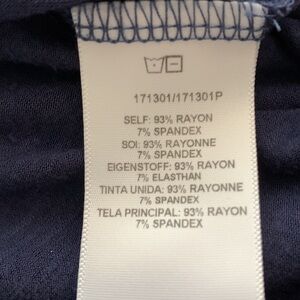 171301/171301P
SELF: 93% RAYON
7% SPANDEX
SOI: 93% RAYONNE
7% SPANDEX
EIGENSTOFF: 93% RAYON
7% ELASTHAN
TINTA UNIDA: 93% RAYONNE
7% SPANDEX
TELA PRINCIPAL: 93% RAYON
7% SPANDEX